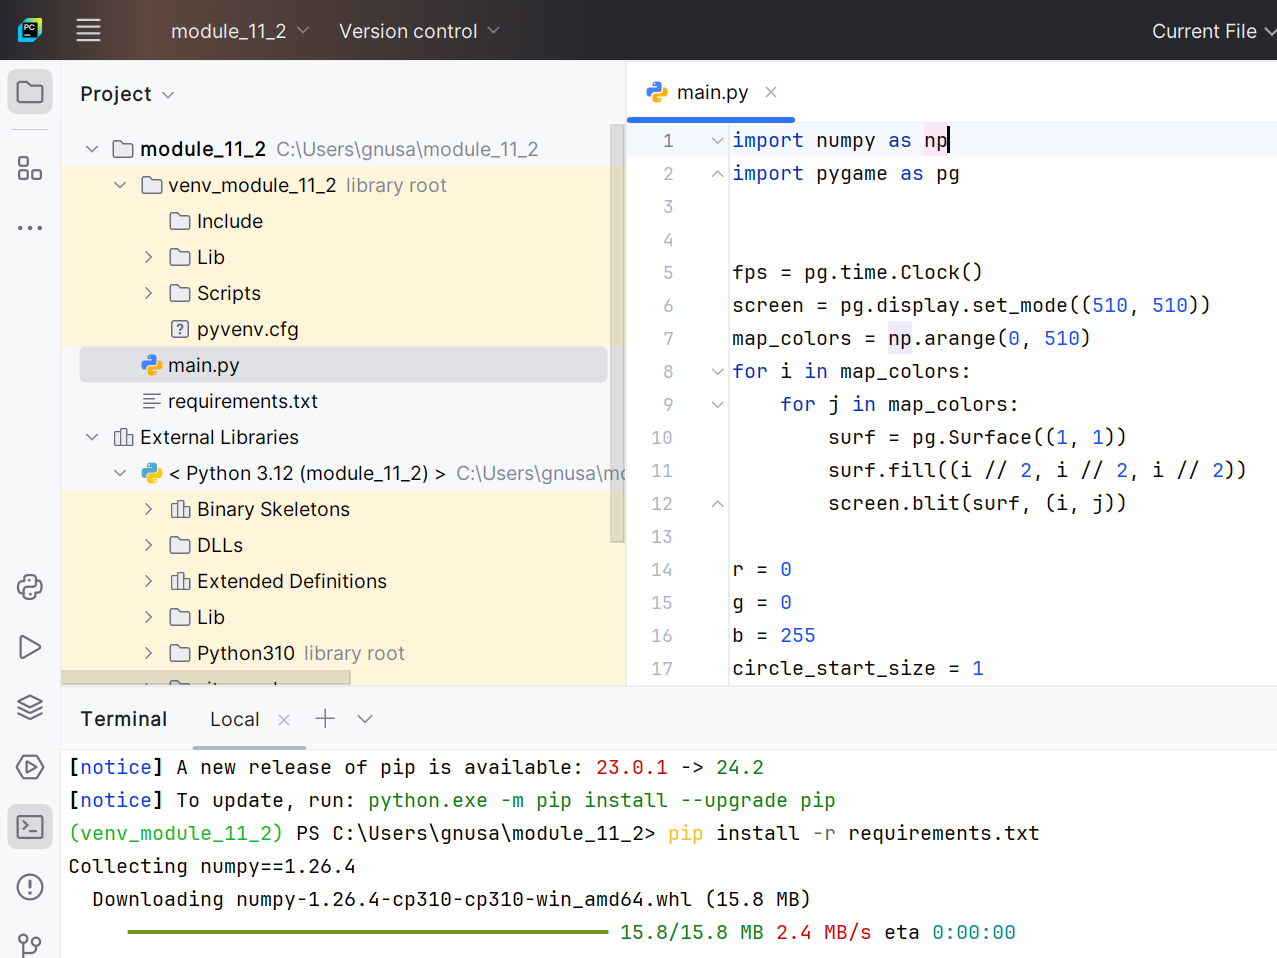 PC
module_11_2 Version control Current File
Project
main.py
module_11_2 C:\Users\gnusa\module_11_2
venv_module_11_2 library root
Include
Lib
Scripts
pyvenv.cfg
main.py
requirements.txt
External Libraries
< Python 3.12 (module_11_2) > C:\Users\gnusa\mo
Binary Skeletons
DLLs
Extended Definitions
Lib
Python310 library root
1 import numpy as np
2 import pygame as pg
3
4
5 fps = pg.time.Clock()
6 screen = pg.display.set_mode((510, 510))
7 map_colors = np.arange(0, 510)
8 for i in map_colors:
9 for j in map_colors:
10 surf = pg.Surface((1, 1))
11 surf.fill((i // 2, i // 2, i // 2))
12 screen.blit(surf, (i, j))
13
14 r = 0
15 g = 0
16 b = 255
17 circle_start_size = 1
Terminal Local
[notice] A new release of pip is available: 23.0.1 -> 24.2
[notice] To update, run: python.exe -m pip install --upgrade pip
(venv_module_11_2) PS C:\Users\gnusa\module_11_2> pip install -r requirements.txt
Collecting numpy==1.26.4
Downloading numpy-1.26.4-cp310-cp310-win_amd64.whl (15.8 MB)
15.8/15.8 MB 2.4 MB/s eta 0:00:00